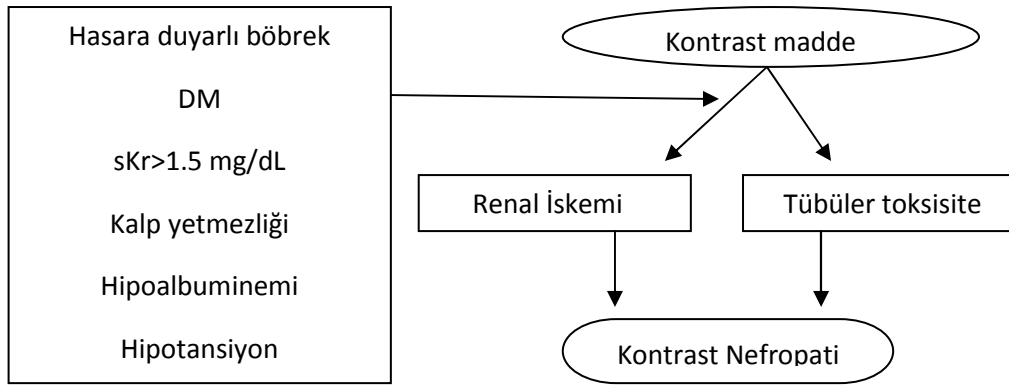 Hasara duyarlı böbrek
DM
sKr>1.5 mg/dL
Kalp yetmezliği
Hipoalbuminemi
Hipotansiyon
Kontrast madde
Renal İskemi
Tübüler toksisite
Kontrast Nefropati